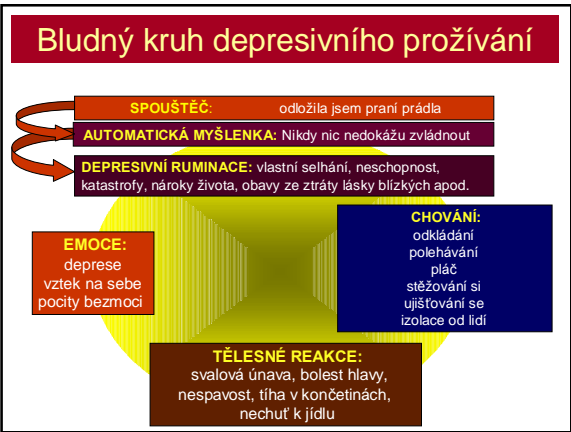 Bludný kruh depresivního prožívání
SPOUŠTĚČ: odložila jsem praní prádla
AUTOMATICKÁ MYŠLENKA: Nikdy nic nedokážu zvládnout
DEPRESIVNÍ RUMINACE: vlastní selhání, neschopnost,
katastrofy, nároky života, obavy ze ztráty lásky blízkých apod.
EMOCE:
deprese
vztek na sebe
pocity bezmoci
CHOVÁNÍ:
odkládání
polehávání
pláč
stěžování si
ujišťování se
izolace od lidí
TĚLESNÉ REAKCE:
svalová únava, bolest hlavy,
nespavost, tíha v končetinách,
nechuť k jídlu